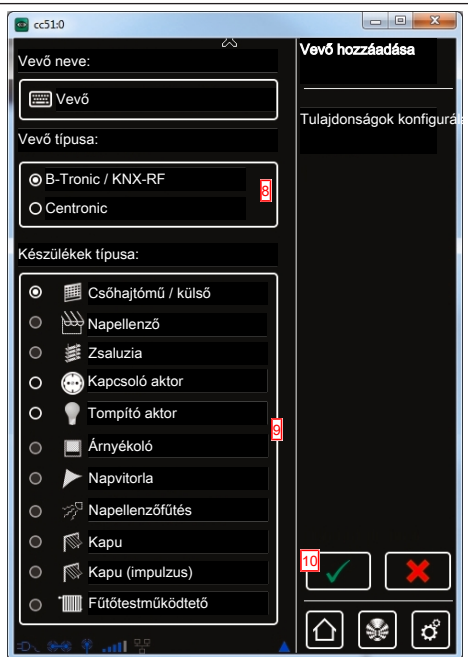 cc51:0
Vevő neve:
Vevő
Vevő típusa:
B-Tronic / KNX-RF
8
Centronic
Készülékek típusa:
Csőhajtómű / külső
Napellenző
Zsaluzia
Kapcsoló aktor
Tompító aktor
9
Árnyékoló
Napvitorla
Napellenzőfűtés
Kapu
Kapu (impulzus)
Fűtőtestműködtető
Vevő hozzáadása
Tulajdonságok konfigurála
10